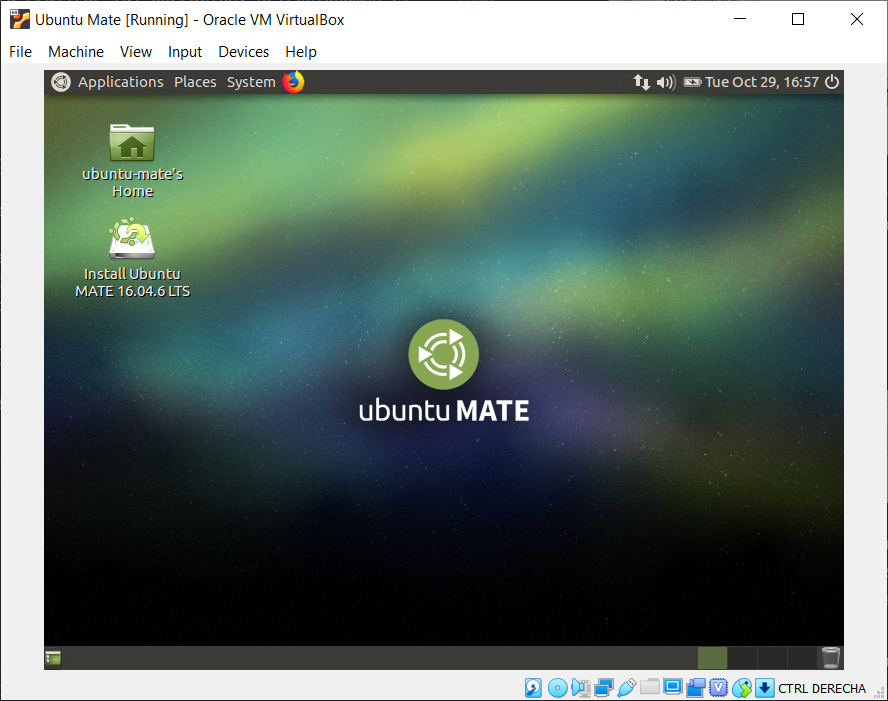 Ubuntu Mate [Running] - Oracle VM VirtualBox
File Machine View Input Devices Help
Applications Places System Tue Oct 29, 16:57
ubuntu-mate's
Home
Install Ubuntu
MATE 16.04.6 LTS
ubuntu MATE
CTRL DERECHA